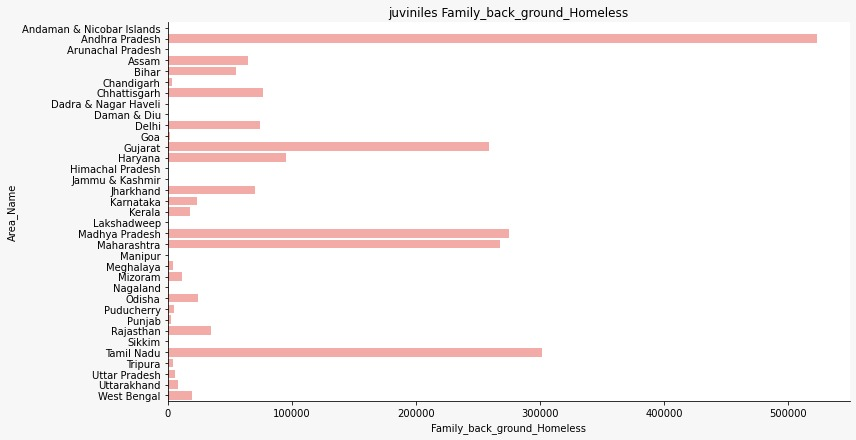 juviniles Family_back_ground_Homeless
Area_Name
Andaman & Nicobar Islands
Andhra Pradesh
Arunachal Pradesh
Assam
Bihar
Chandigarh
Chhattisgarh
Dadra & Nagar Haveli
Daman & Diu
Delhi
Goa
Gujarat
Haryana
Himachal Pradesh
Jammu & Kashmir
Jharkhand
Karnataka
Kerala
Lakshadweep
Madhya Pradesh
Maharashtra
Manipur
Meghalaya
Mizoram
Nagaland
Odisha
Puducherry
Punjab
Rajasthan
Sikkim
Tamil Nadu
Tripura
Uttar Pradesh
Uttarakhand
West Bengal
0 100000 200000 300000 400000 500000
Family_back_ground_Homeless